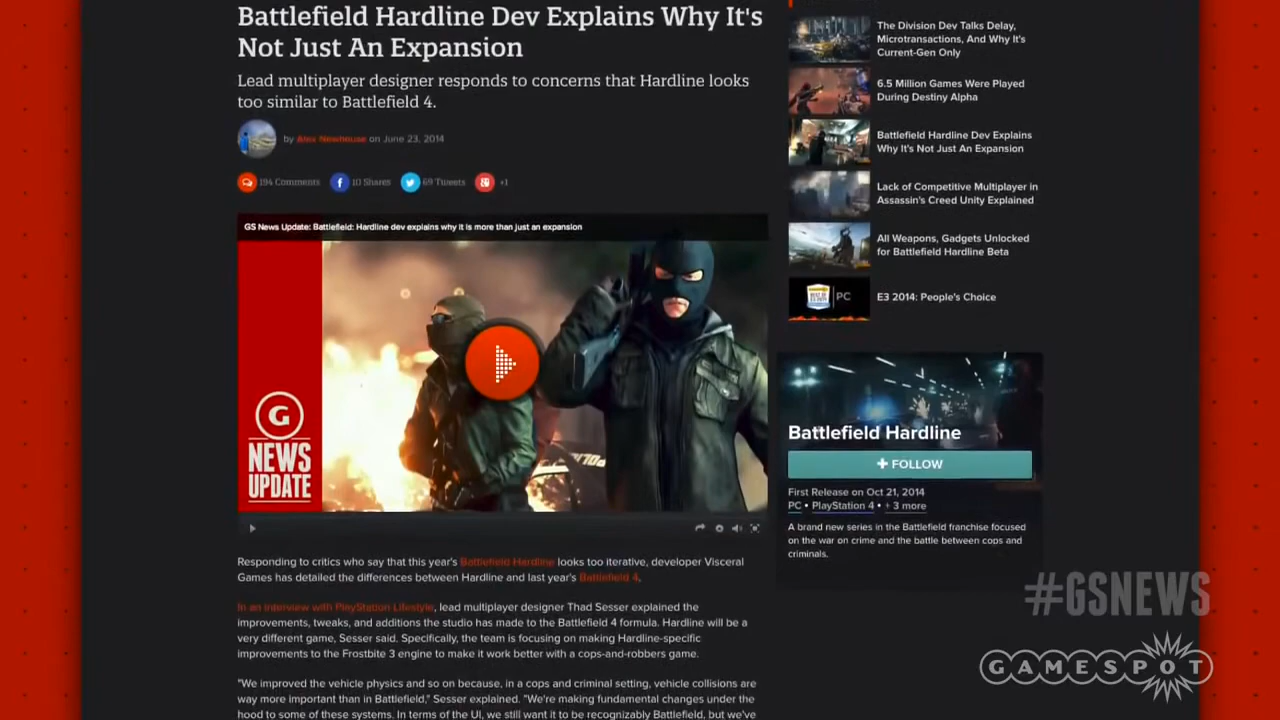 Battlefield Hardline Dev Explains Why It's
Not Just An Expansion
Lead multiplayer designer responds to concerns that Hardline looks
too similar to Battlefield 4.
by Alex Newhouse on June 23, 2014
194 Comments 10 Shares 69 Tweets +1
GS News Update: Battlefield: Hardline dev explains why it is more than just an expansion
G
NEWS
UPDATE
Responding to critics who say that this year's Battlefield Hardline looks too iterative, developer Visceral
Games has detailed the differences between Hardline and last year's Battlefield 4.
In an interview with PlayStation Lifestyle, lead multiplayer designer Thad Sesser explained the
improvements, tweaks, and additions the studio has made to the Battlefield 4 formula. Hardline will be a
very different game, Sesser said. Specifically, the team is focusing on making Hardline-specific
improvements to the Frostbite 3 engine to make it work better with a cops-and-robbers game.
"We improved the vehicle physics and so on because, in a cops and criminal setting, vehicle collisions are
way more important than in Battlefield," Sesser explained. "We're making fundamental changes under the
hood to some of these systems. In terms of the UI, we still want it to be recognizably Battlefield, but we've
The Division Dev Talks Delay,
Microtransactions, And Why It's
Current-Gen Only
6.5 Million Games Were Played
During Destiny Alpha
Battlefield Hardline Dev Explains
Why It's Not Just An Expansion
Lack of Competitive Multiplayer in
Assassin's Creed Unity Explained
All Weapons, Gadgets Unlocked
for Battlefield Hardline Beta
PC
E3 2014: People's Choice
Battlefield Hardline
+ FOLLOW
First Release on Oct 21, 2014
PC • PlayStation 4 • + 3 more
A brand new series in the Battlefield franchise focused
on the war on crime and the battle between cops and
criminals.
#GSNEWS
GAMESPOT